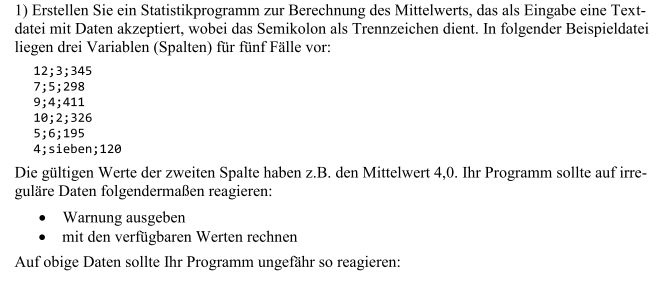 1) Erstellen Sie ein Statistikprogramm zur Berechnung des Mittelwerts, das als Eingabe eine Text-
datei mit Daten akzeptiert, wobei das Semikolon als Trennzeichen dient. In folgender Beispieldatei
liegen drei Variablen (Spalten) für fünf Fälle vor:
12;3;345
7;5;298
9;4;411
10;2;326
5;6;195
4;sieben;120
Die gültigen Werte der zweiten Spalte haben z.B. den Mittelwert 4,0. Ihr Programm sollte auf irre-
guläre Daten folgendermaßen reagieren:
• Warnung ausgeben
• mit den verfügbaren Werten rechnen
Auf obige Daten sollte Ihr Programm ungefähr so reagieren: